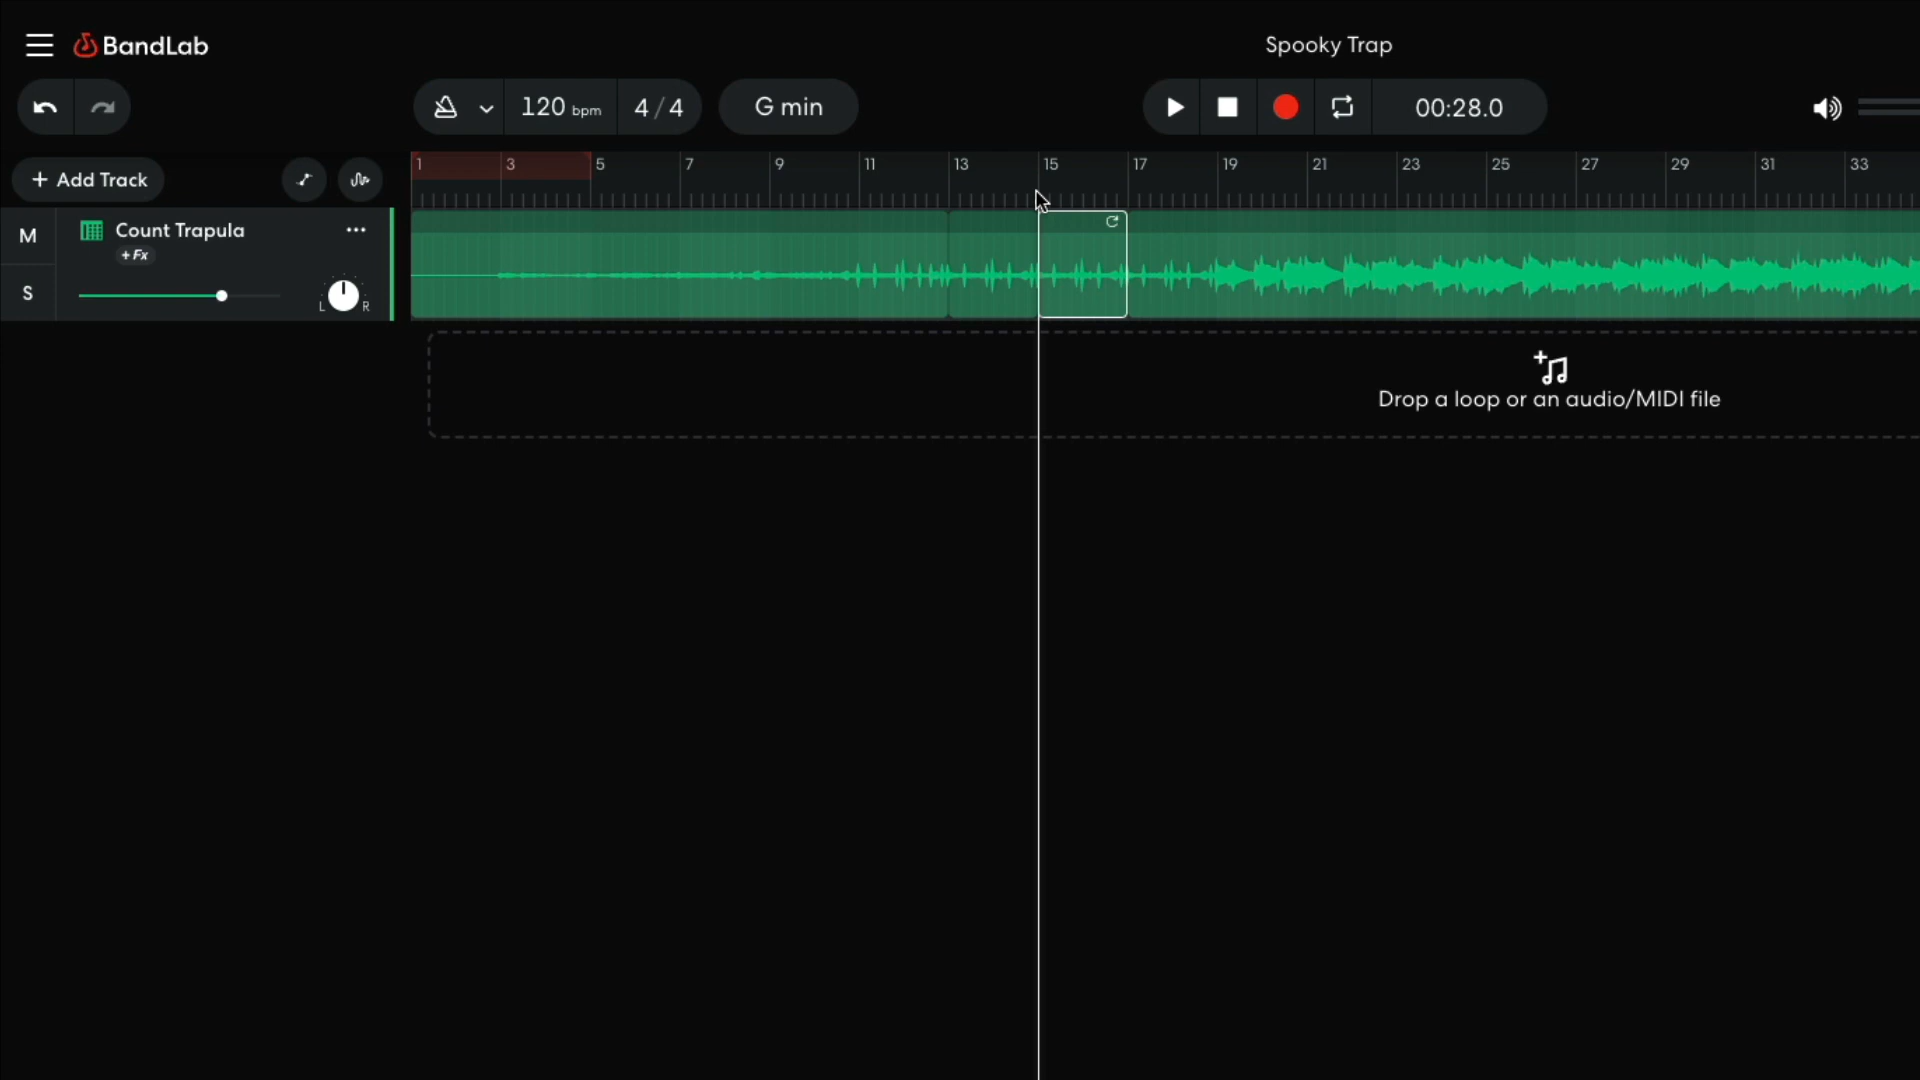 BandLab
Spooky Trap
120 bpm
4/4
G min
00:28.0
+ Add Track
1 3 5 7 9 11 13 15 17 19 21 23 25 27 29 31 33
M
Count Trapula
+ Fx
S
L R
Drop a loop or an audio/MIDI file